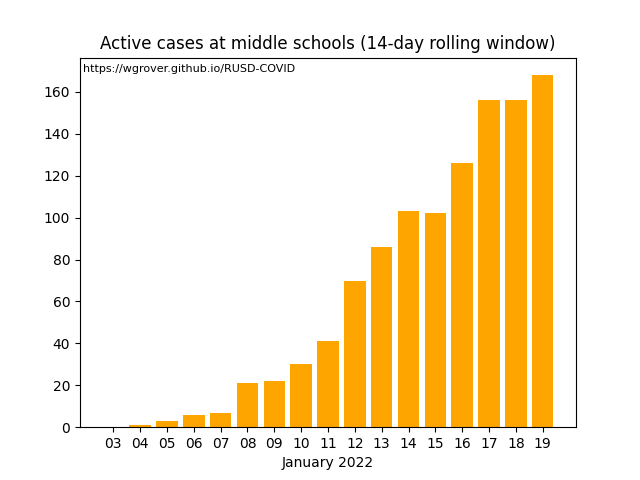 Active cases at middle schools (14-day rolling window)
https://wgrover.github.io/RUSD-COVID
160
140
120
100
80
60
40
20
0
03 04 05 06 07 08 09 10 11 12 13 14 15 16 17 18 19
January 2022